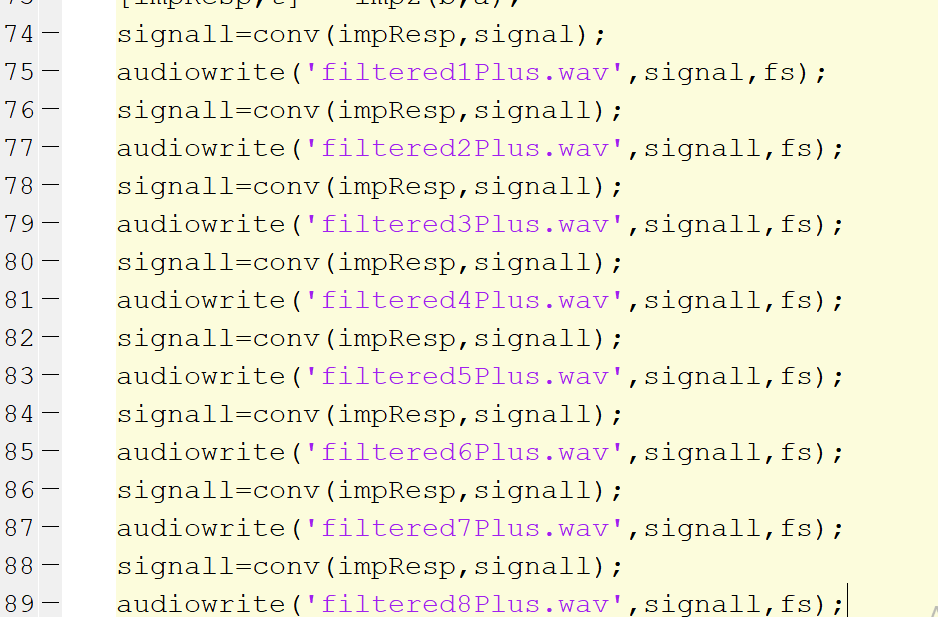 73 [impResp,t] = impz(b,a);
74 – signall=conv(impResp,signal);
75 – audiowrite('filtered1Plus.wav',signal,fs);
76 – signall=conv(impResp,signall);
77 – audiowrite('filtered2Plus.wav',signall,fs);
78 – signall=conv(impResp,signall);
79 – audiowrite('filtered3Plus.wav',signall,fs);
80 – signall=conv(impResp,signall);
81 – audiowrite('filtered4Plus.wav',signall,fs);
82 – signall=conv(impResp,signall);
83 – audiowrite('filtered5Plus.wav',signall,fs);
84 – signall=conv(impResp,signall);
85 – audiowrite('filtered6Plus.wav',signall,fs);
86 – signall=conv(impResp,signall);
87 – audiowrite('filtered7Plus.wav',signall,fs);
88 – signall=conv(impResp,signall);
89 – audiowrite('filtered8Plus.wav',signall,fs);